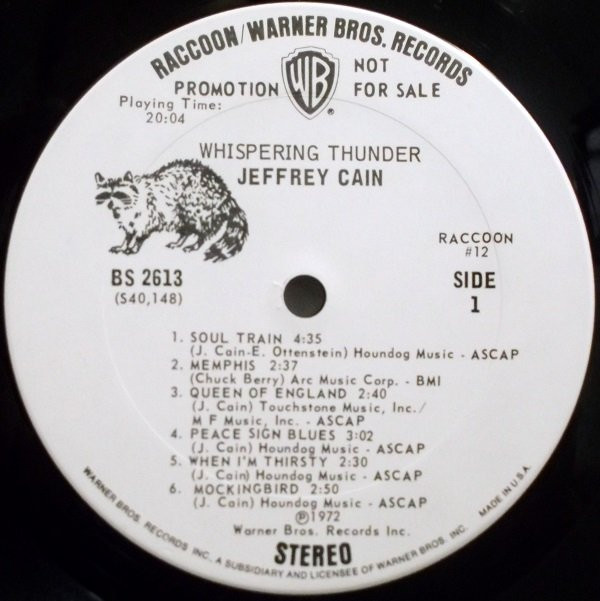 RACCOON/WARNER BROS. RECORDS
PROMOTION WB ® NOT FOR SALE
Playing Time:
20:04
WHISPERING THUNDER
JEFFREY CAIN
RACCOON
#12
BS 2613
(S40,148)
SIDE
1
1. SOUL TRAIN 4:35
(J. Cain-E. Ottenstein) Houndog Music - ASCAP
2. MEMPHIS 2:37
(Chuck Berry) Arc Music Corp. - BMI
3. QUEEN OF ENGLAND 2:40
(J. Cain) Touchstone Music, Inc./
M F Music, Inc. - ASCAP
4. PEACE SIGN BLUES 3:02
(J. Cain) Houndog Music - ASCAP
5. WHEN I'M THIRSTY 2:30
(J. Cain) Houndog Music - ASCAP
6. MOCKINGBIRD 2:50
(J. Cain) Houndog Music - ASCAP
Ⓟ1972
Warner Bros. Records Inc.
STEREO
WARNER BROS. RECORDS INC. A SUBSIDIARY AND LICENSEE OF WARNER BROS. INC. MADE IN U.S.A.